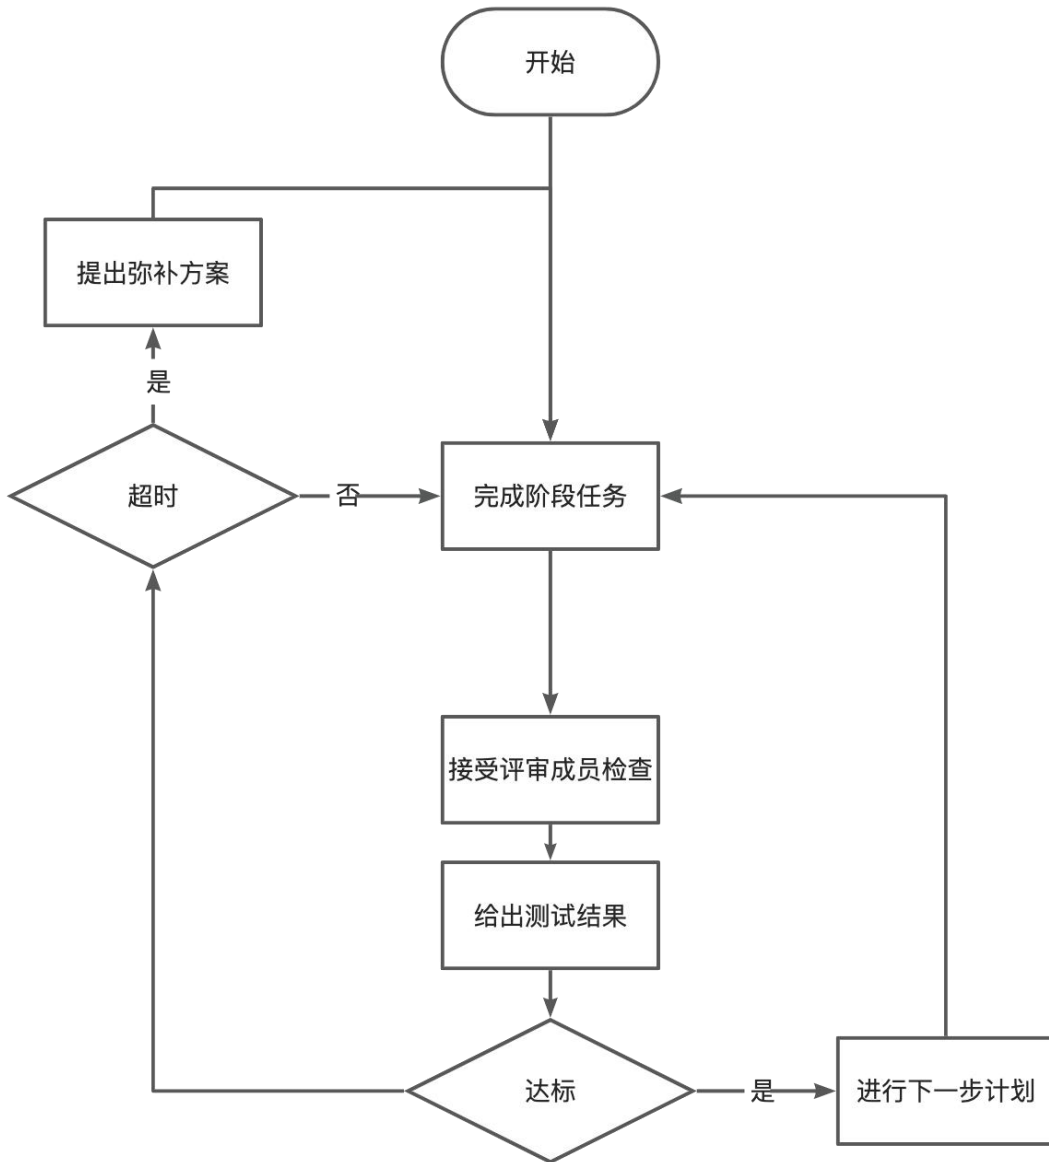 开始
提出弥补方案
是
超时
否
完成阶段任务
接受评审成员检查
给出测试结果
达标
是
进行下一步计划